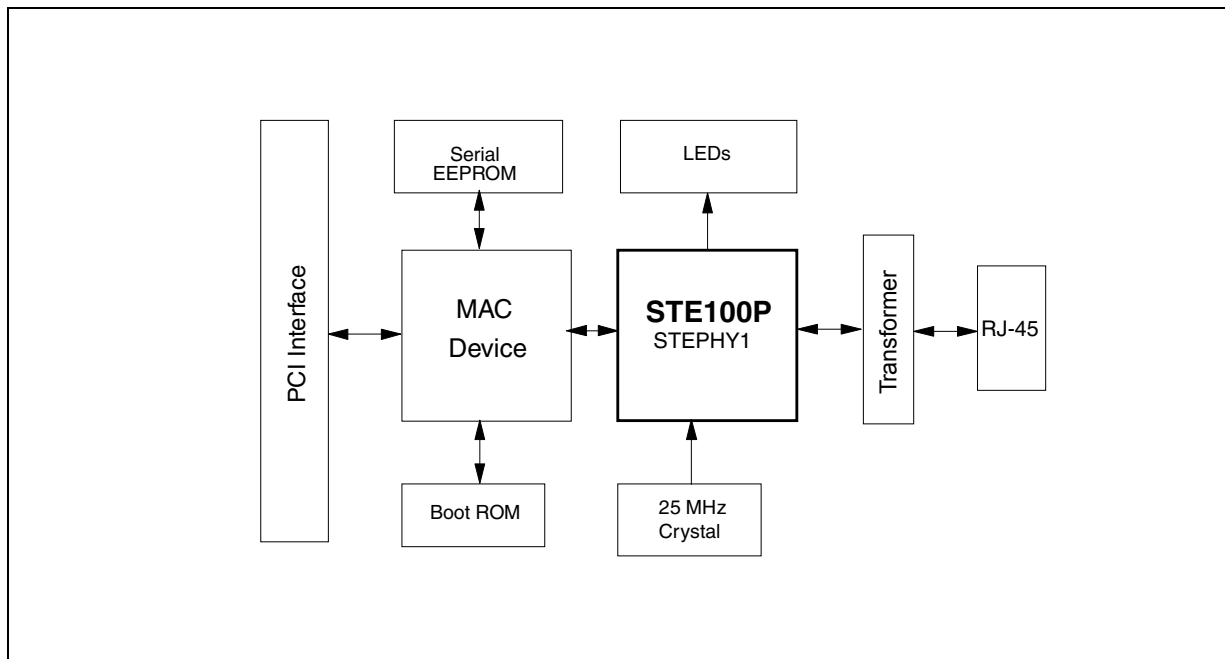 PCI Interface
Serial
EEPROM
MAC
Device
Boot ROM
LEDs
STE100P
STEPHY1
25 MHz
Crystal
Transformer
RJ-45